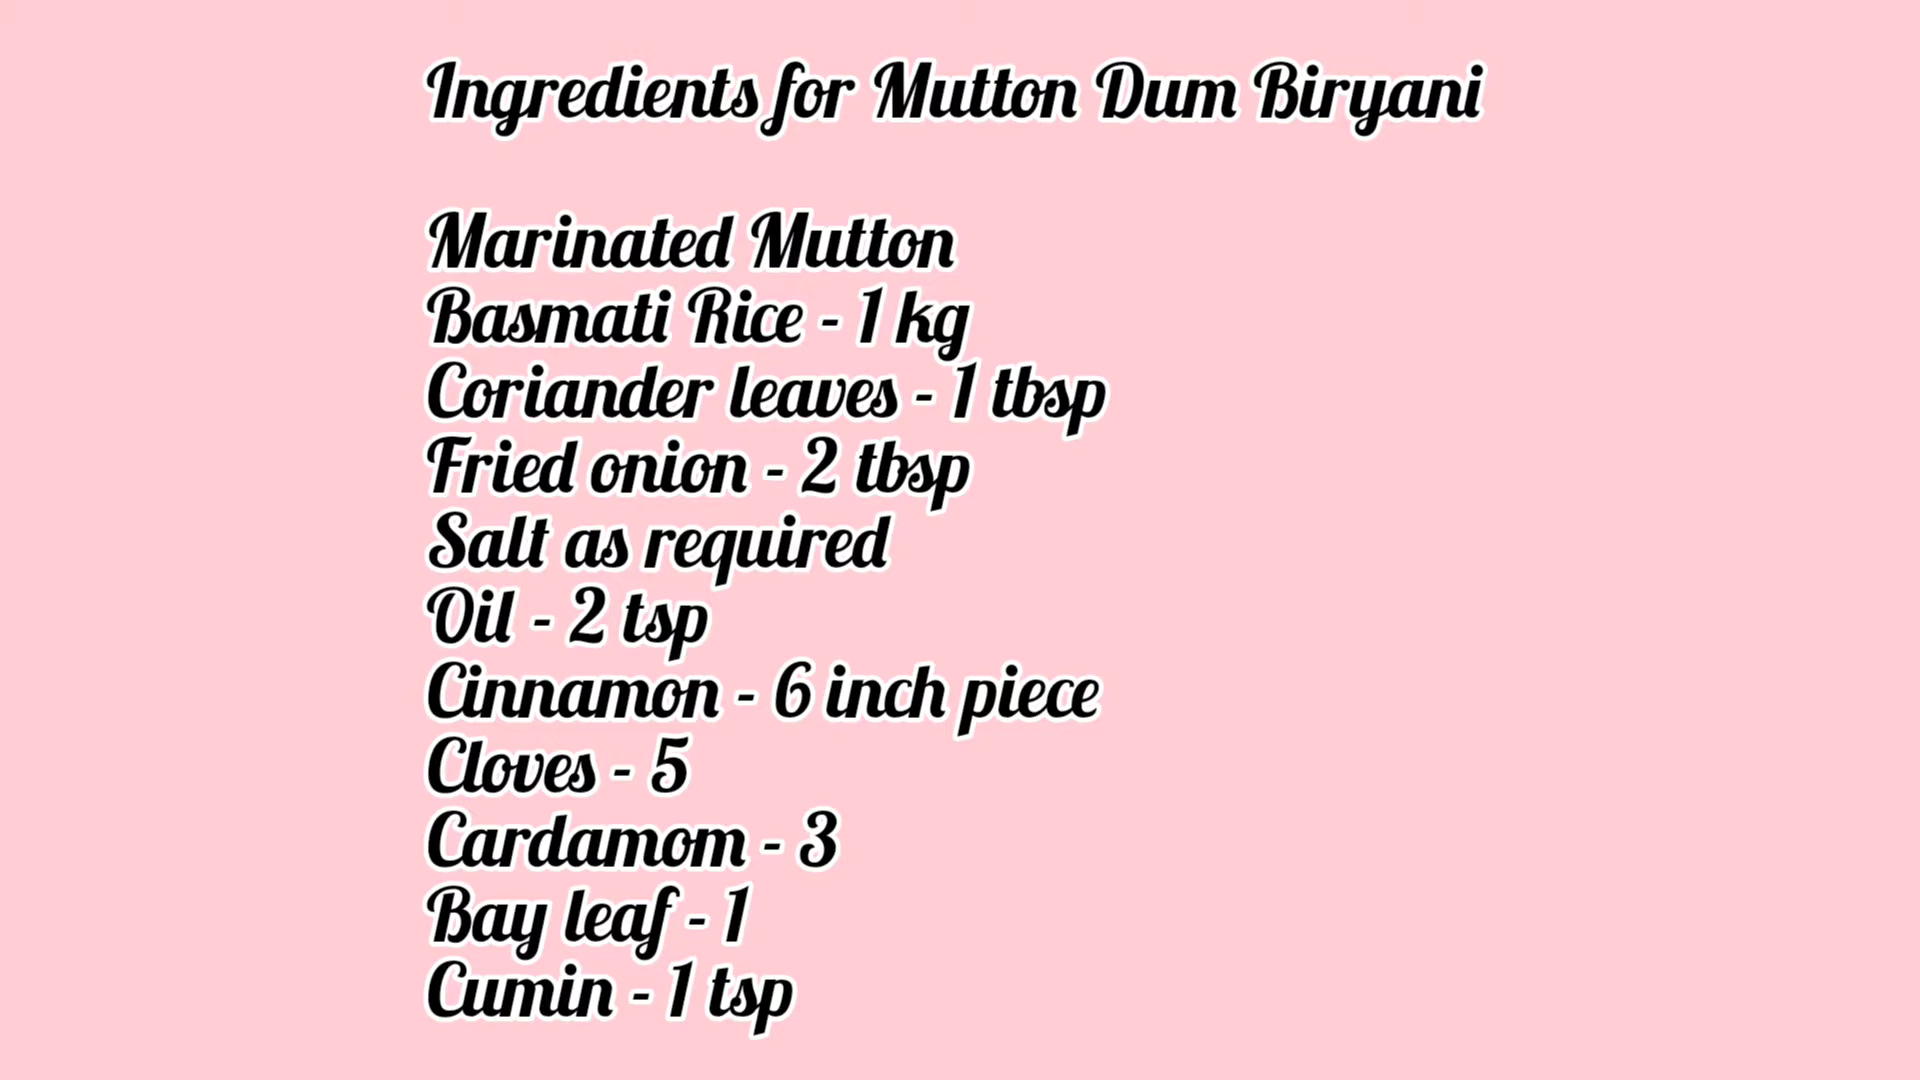 Ingredients for Mutton Dum Biryani
Marinated Mutton
Basmati Rice - 1 kg
Coriander leaves - 1 tbsp
Fried onion - 2 tbsp
Salt as required
Oil - 2 tsp
Cinnamon - 6 inch piece
Cloves - 5
Cardamom - 3
Bay leaf - 1
Cumin - 1 tsp